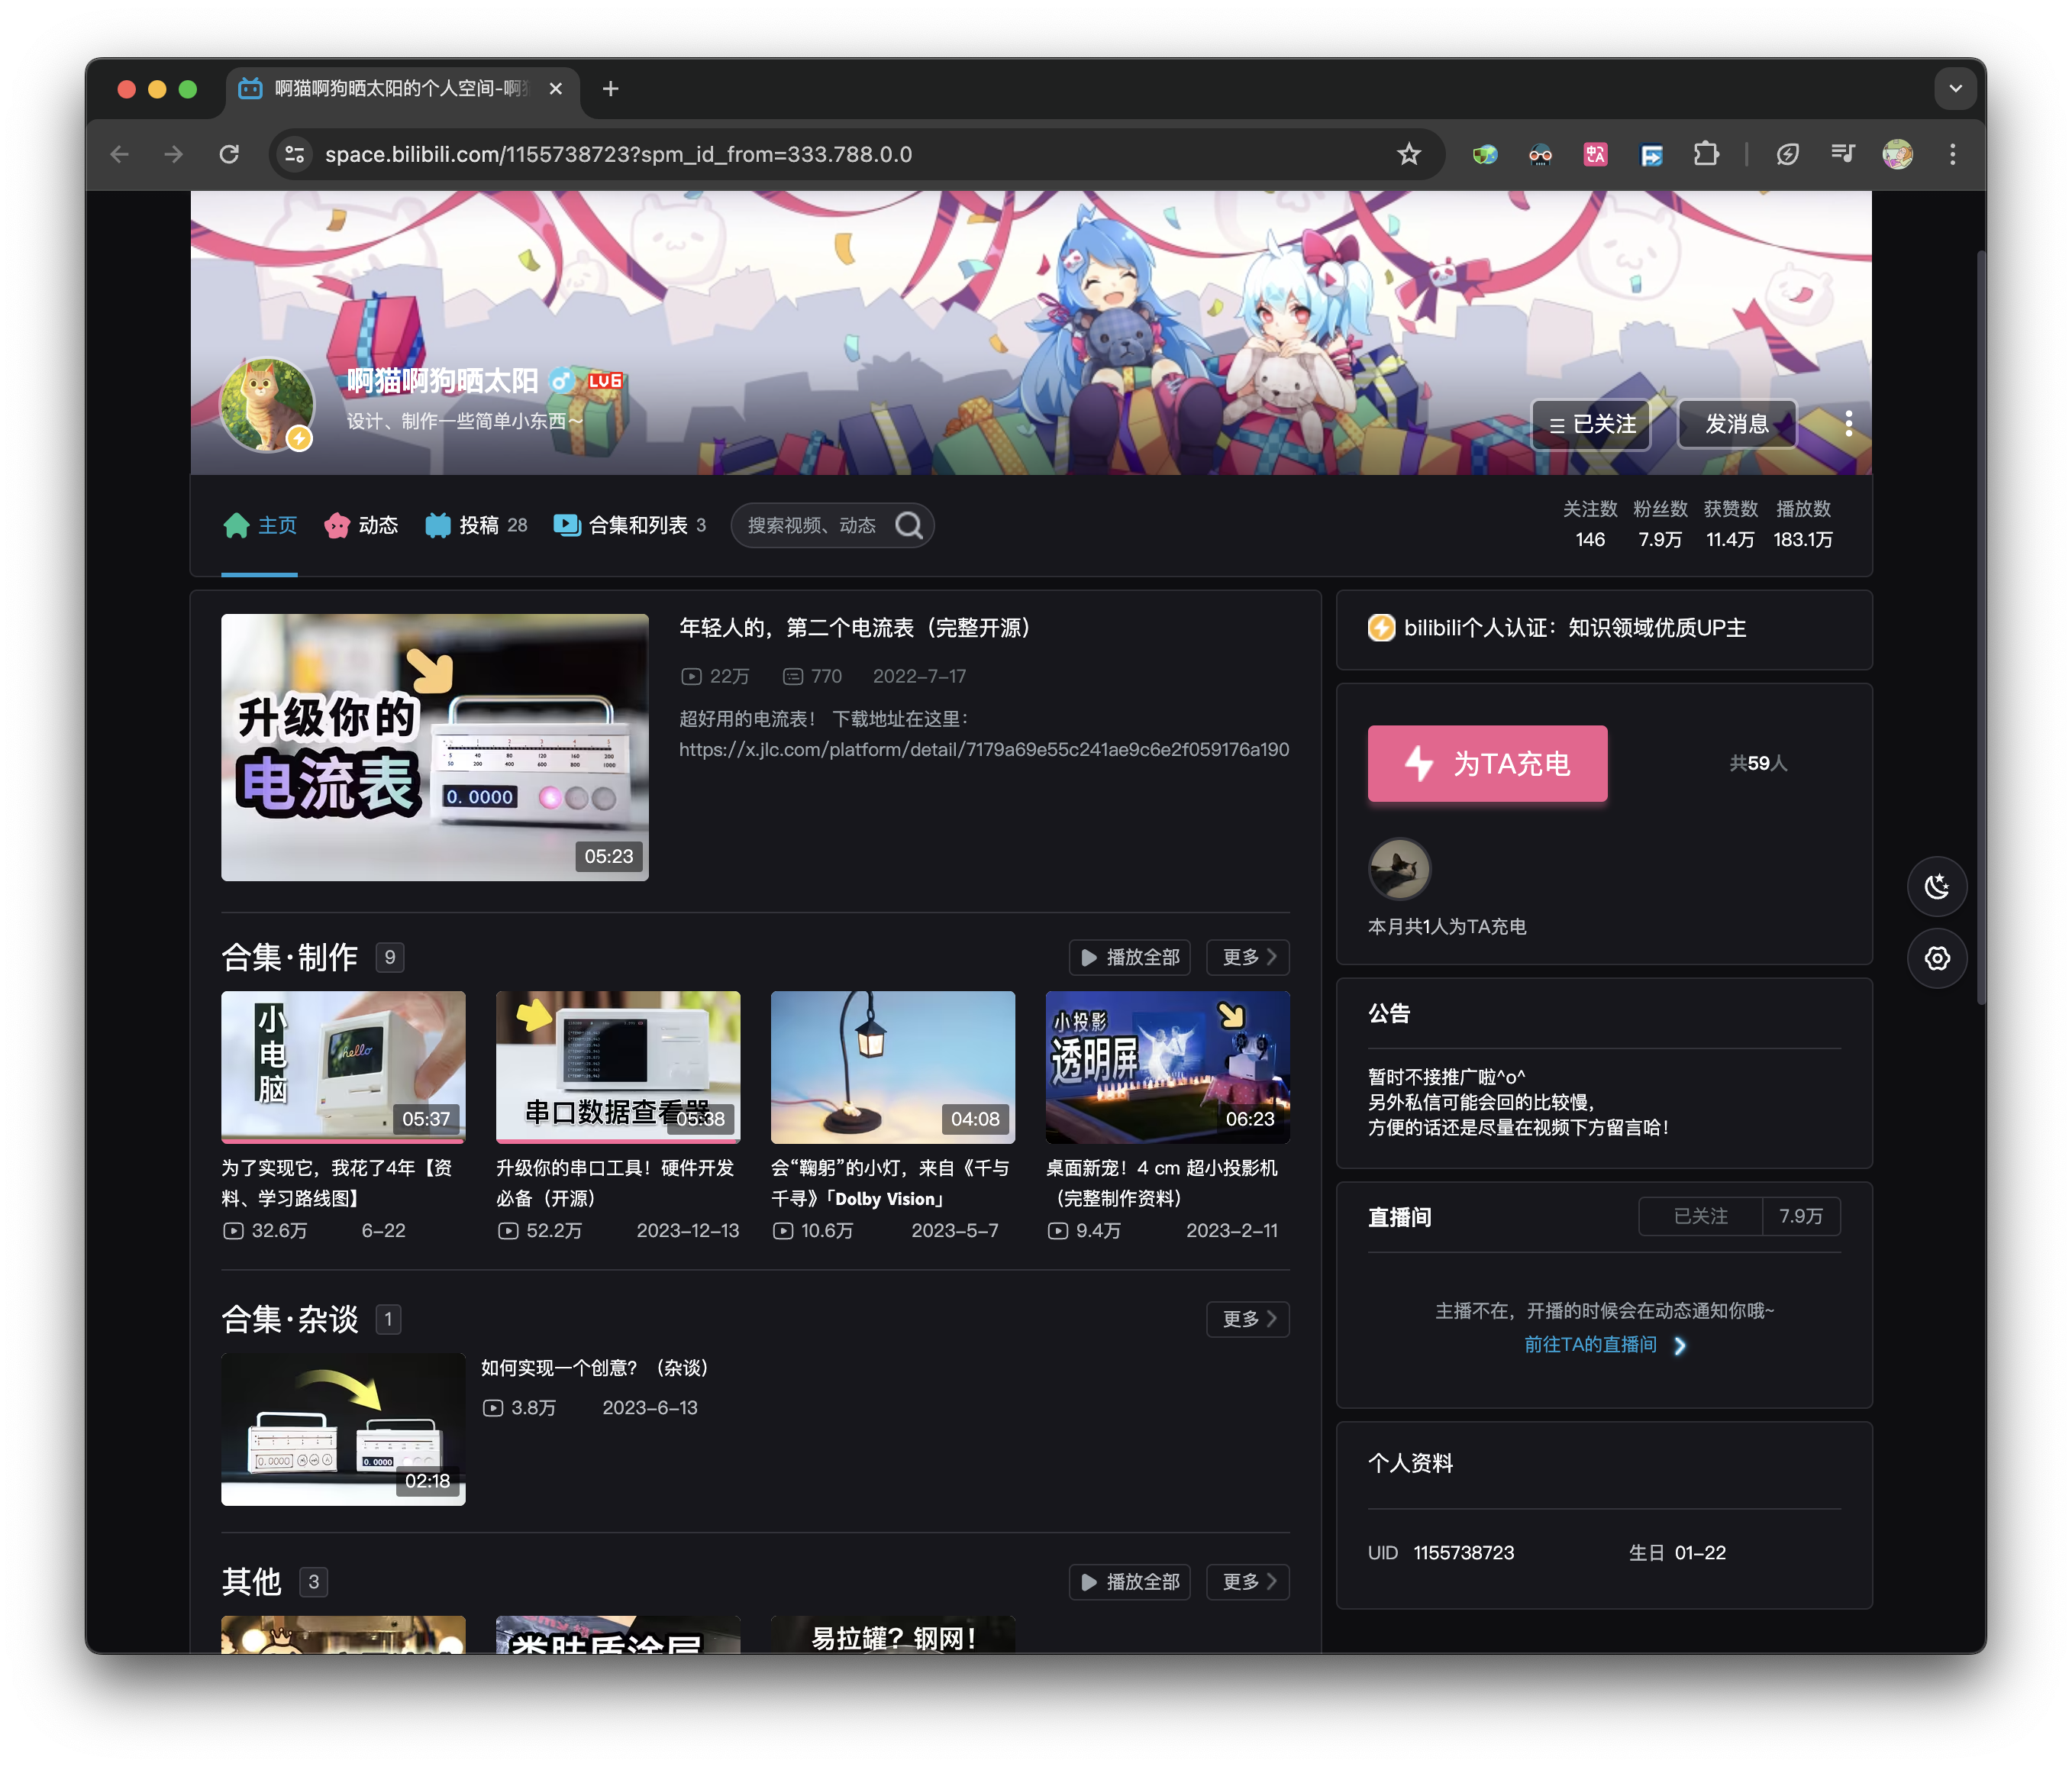 啊猫啊狗晒太阳的个人空间-啊
space.bilibili.com/1155738723?spm_id_from=333.788.0.0
啊猫啊狗晒太阳 LV6
设计、制作一些简单小东西～
已关注 发消息
主页 动态 投稿 28 合集和列表 3 搜索视频、动态
关注数 粉丝数 获赞数 播放数
146 7.9万 11.4万 183.1万
升级你的
电流表
0.0000
05:23
年轻人的，第二个电流表（完整开源）
22万 770 2022-7-17
超好用的电流表！ 下载地址在这里：
https://x.jlc.com/platform/detail/7179a69e55c241ae9c6e2f059176a190
合集·制作 9 播放全部 更多
小电脑
hello
05:37
串口数据查看器
05:38
04:08
小投影
透明屏
06:23
为了实现它，我花了4年【资
料、学习路线图】
32.6万 6-22
升级你的串口工具！硬件开发
必备（开源）
52.2万 2023-12-13
会“鞠躬”的小灯，来自《千与
千寻》「Dolby Vision」
10.6万 2023-5-7
桌面新宠！4 cm 超小投影机
（完整制作资料）
9.4万 2023-2-11
合集·杂谈 1 更多
0.0000
0.0000
02:18
如何实现一个创意？（杂谈）
3.8万 2023-6-13
其他 3 播放全部 更多
类肤质涂层
易拉罐？钢网！
bilibili个人认证：知识领域优质UP主
为TA充电 共59人
本月共1人为TA充电
公告
暂时不接推广啦^o^
另外私信可能会回的比较慢，
方便的话还是尽量在视频下方留言哈！
直播间 已关注 7.9万
主播不在，开播的时候会在动态通知你哦~
前往TA的直播间
个人资料
UID 1155738723 生日 01-22